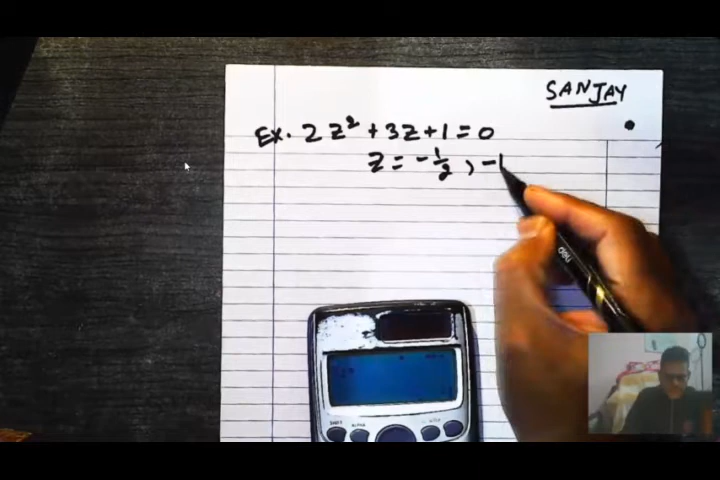 SANJAY
Ex. 2z² + 3z + 1 = 0
z = -1/2, -1